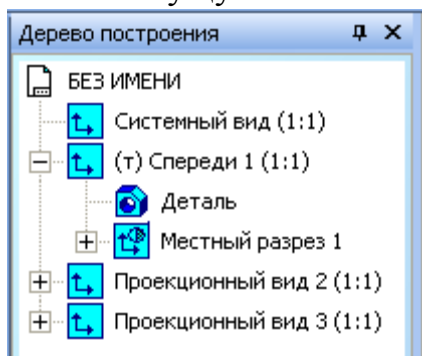 Дерево построения
БЕЗ ИМЕНИ
Системный вид (1:1)
(т) Спереди 1 (1:1)
Деталь
Местный разрез 1
Проекционный вид 2 (1:1)
Проекционный вид 3 (1:1)